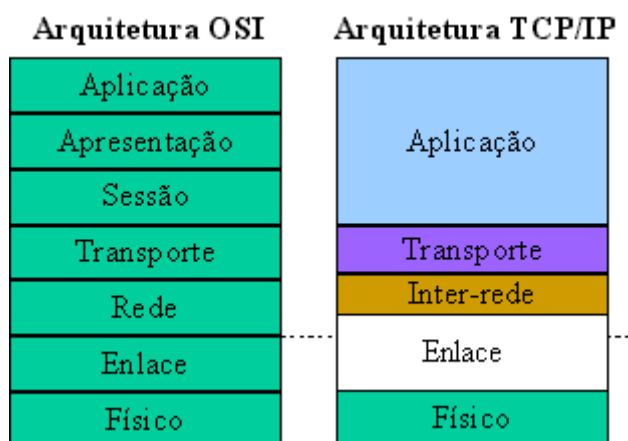 Arquitetura OSI
Aplicação
Apresentação
Sessão
Transporte
Rede
Enlace
Físico
Arquitetura TCP/IP
Aplicação
Transporte
Inter-rede
Enlace
Físico